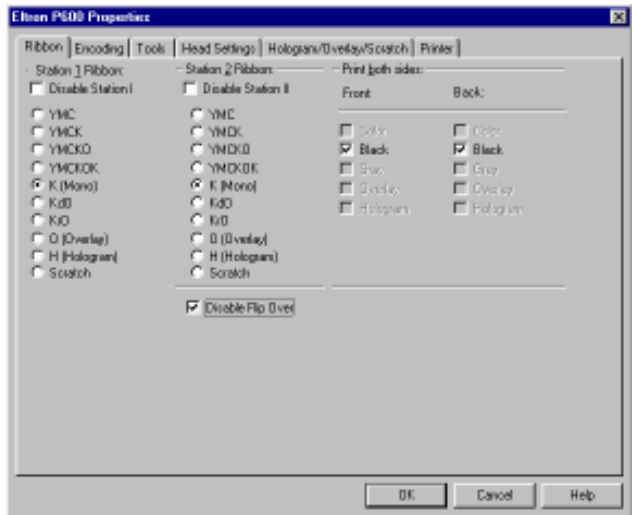 Eltron P600 Properties
Ribbon Encoding Tools Head Settings Hologram/Overlay/Scratch Printer
Station 1 Ribbon: Station 2 Ribbon: Print both sides:
Disable Station I Disable Station II Front Back:
YMC YMC
YMCK YMCK Color Color
YMCKO YMCKO Black Black
YMCKOK YMCKOK Gray Gray
K (Mono) K (Mono) Overlay Overlay
KdO KdO Hologram Hologram
KrO KrO
O (Overlay) O (Overlay)
H (Hologram) H (Hologram)
Scratch Scratch
Disable Flip Over
OK Cancel Help